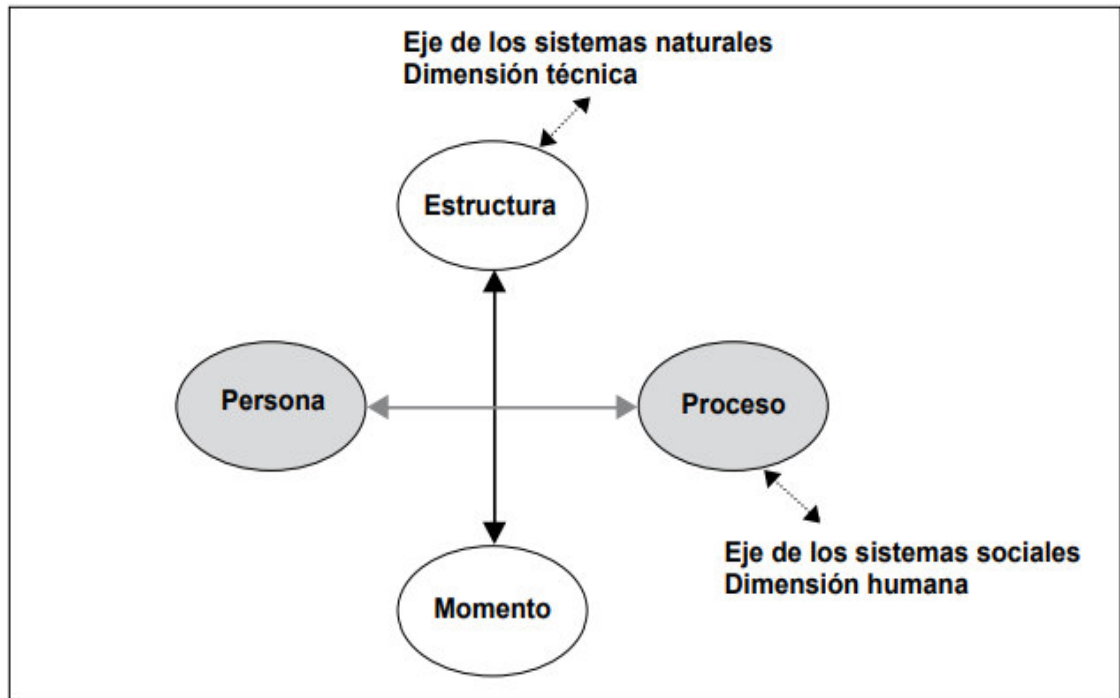 Eje de los sistemas naturales
Dimensión técnica
Estructura
Persona
Proceso
Eje de los sistemas sociales
Dimensión humana
Momento